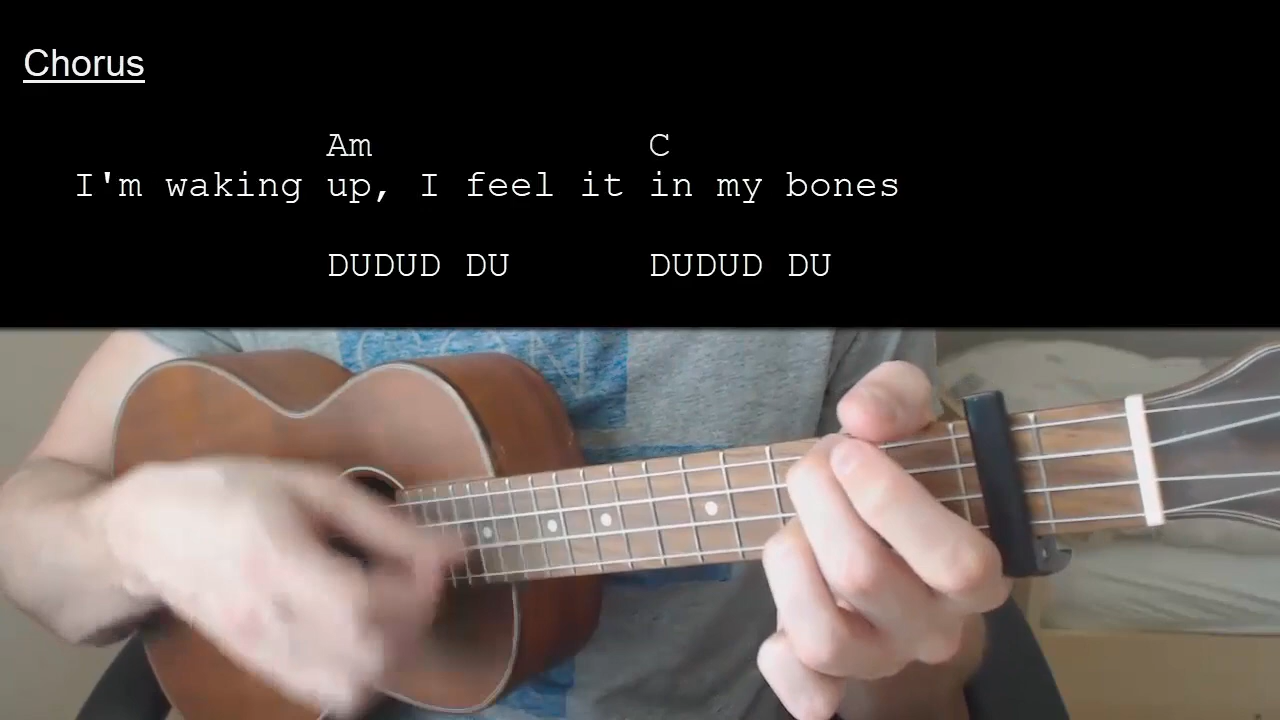 Chorus
Am C
I'm waking up, I feel it in my bones
DUDUD DU DUDUD DU